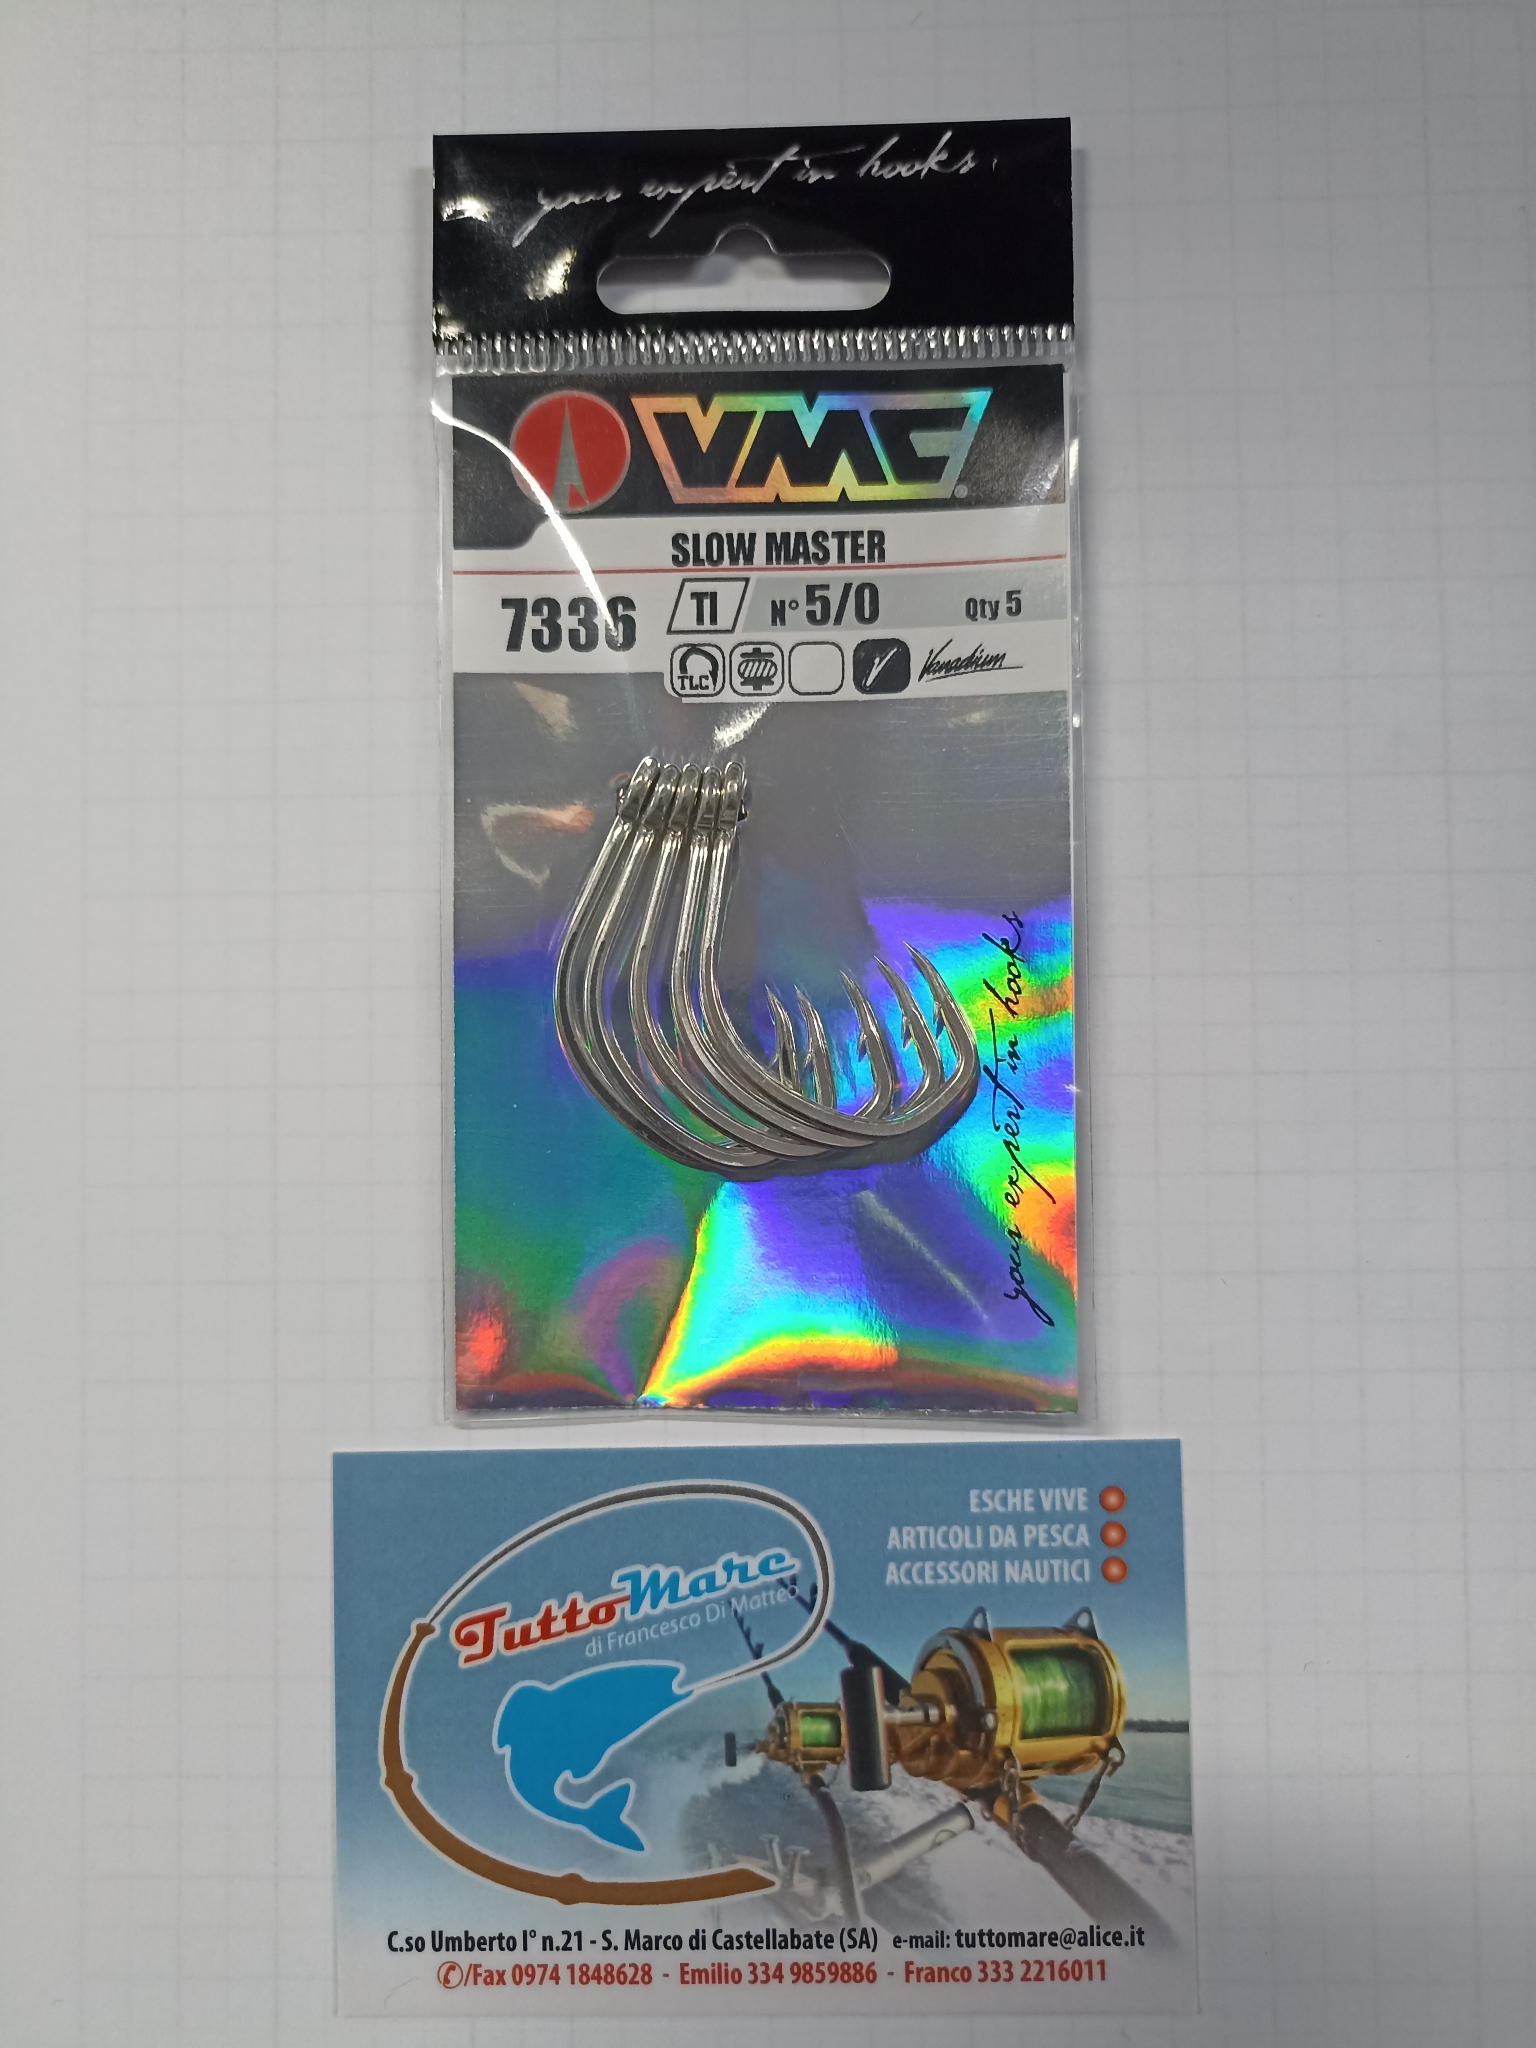 your expert in hooks
VMC®
SLOW MASTER
7336 TI N° 5/0 Qty 5
TLC V Vanadium
your expert in hooks
ESCHE VIVE
ARTICOLI DA PESCA
ACCESSORI NAUTICI
TuttoMare
di Francesco Di Matteo
C.so Umberto I° n.21 - S. Marco di Castellabate (SA) e-mail: tuttomare@alice.it
✆/Fax 0974 1848628 - Emilio 334 9859886 - Franco 333 2216011